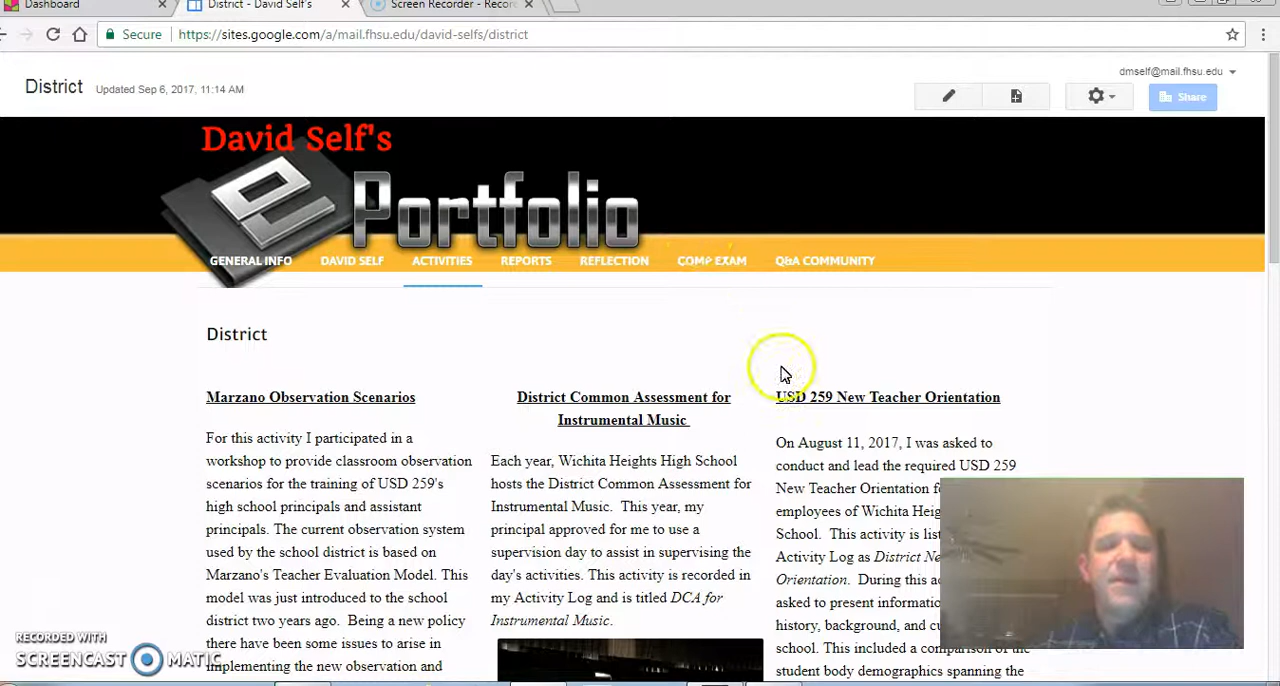 Dashboard
District - David Self's
Screen Recorder - Recor
Secure
https://sites.google.com/a/mail.fhsu.edu/david-selfs/district
dmself@mail.fhsu.edu
District
Updated Sep 6, 2017, 11:14 AM
Share
David Self's
e Portfolio
GENERAL INFO
DAVID SELF
ACTIVITIES
REPORTS
REFLECTION
COMP EXAM
Q&A COMMUNITY
District
Marzano Observation Scenarios
For this activity I participated in a
workshop to provide classroom observation
scenarios for the training of USD 259's
high school principals and assistant
principals. The current observation system
used by the school district is based on
Marzano's Teacher Evaluation Model. This
model was just introduced to the school
district two years ago. Being a new policy
there have been some issues to arise in
implementing the new observation and
District Common Assessment for
Instrumental Music
Each year, Wichita Heights High School
hosts the District Common Assessment for
Instrumental Music. This year, my
principal approved for me to use a
supervision day to assist in supervising the
day's activities. This activity is recorded in
my Activity Log and is titled DCA for
Instrumental Music.
USD 259 New Teacher Orientation
On August 11, 2017, I was asked to
conduct and lead the required USD 259
New Teacher Orientation f
employees of Wichita Heig
School. This activity is lis
Activity Log as District Ne
Orientation. During this a
asked to present informatio
history, background, and cu
school. This included a comparison of the
student body demographics spanning the
RECORDED WITH
SCREENCAST MATIC